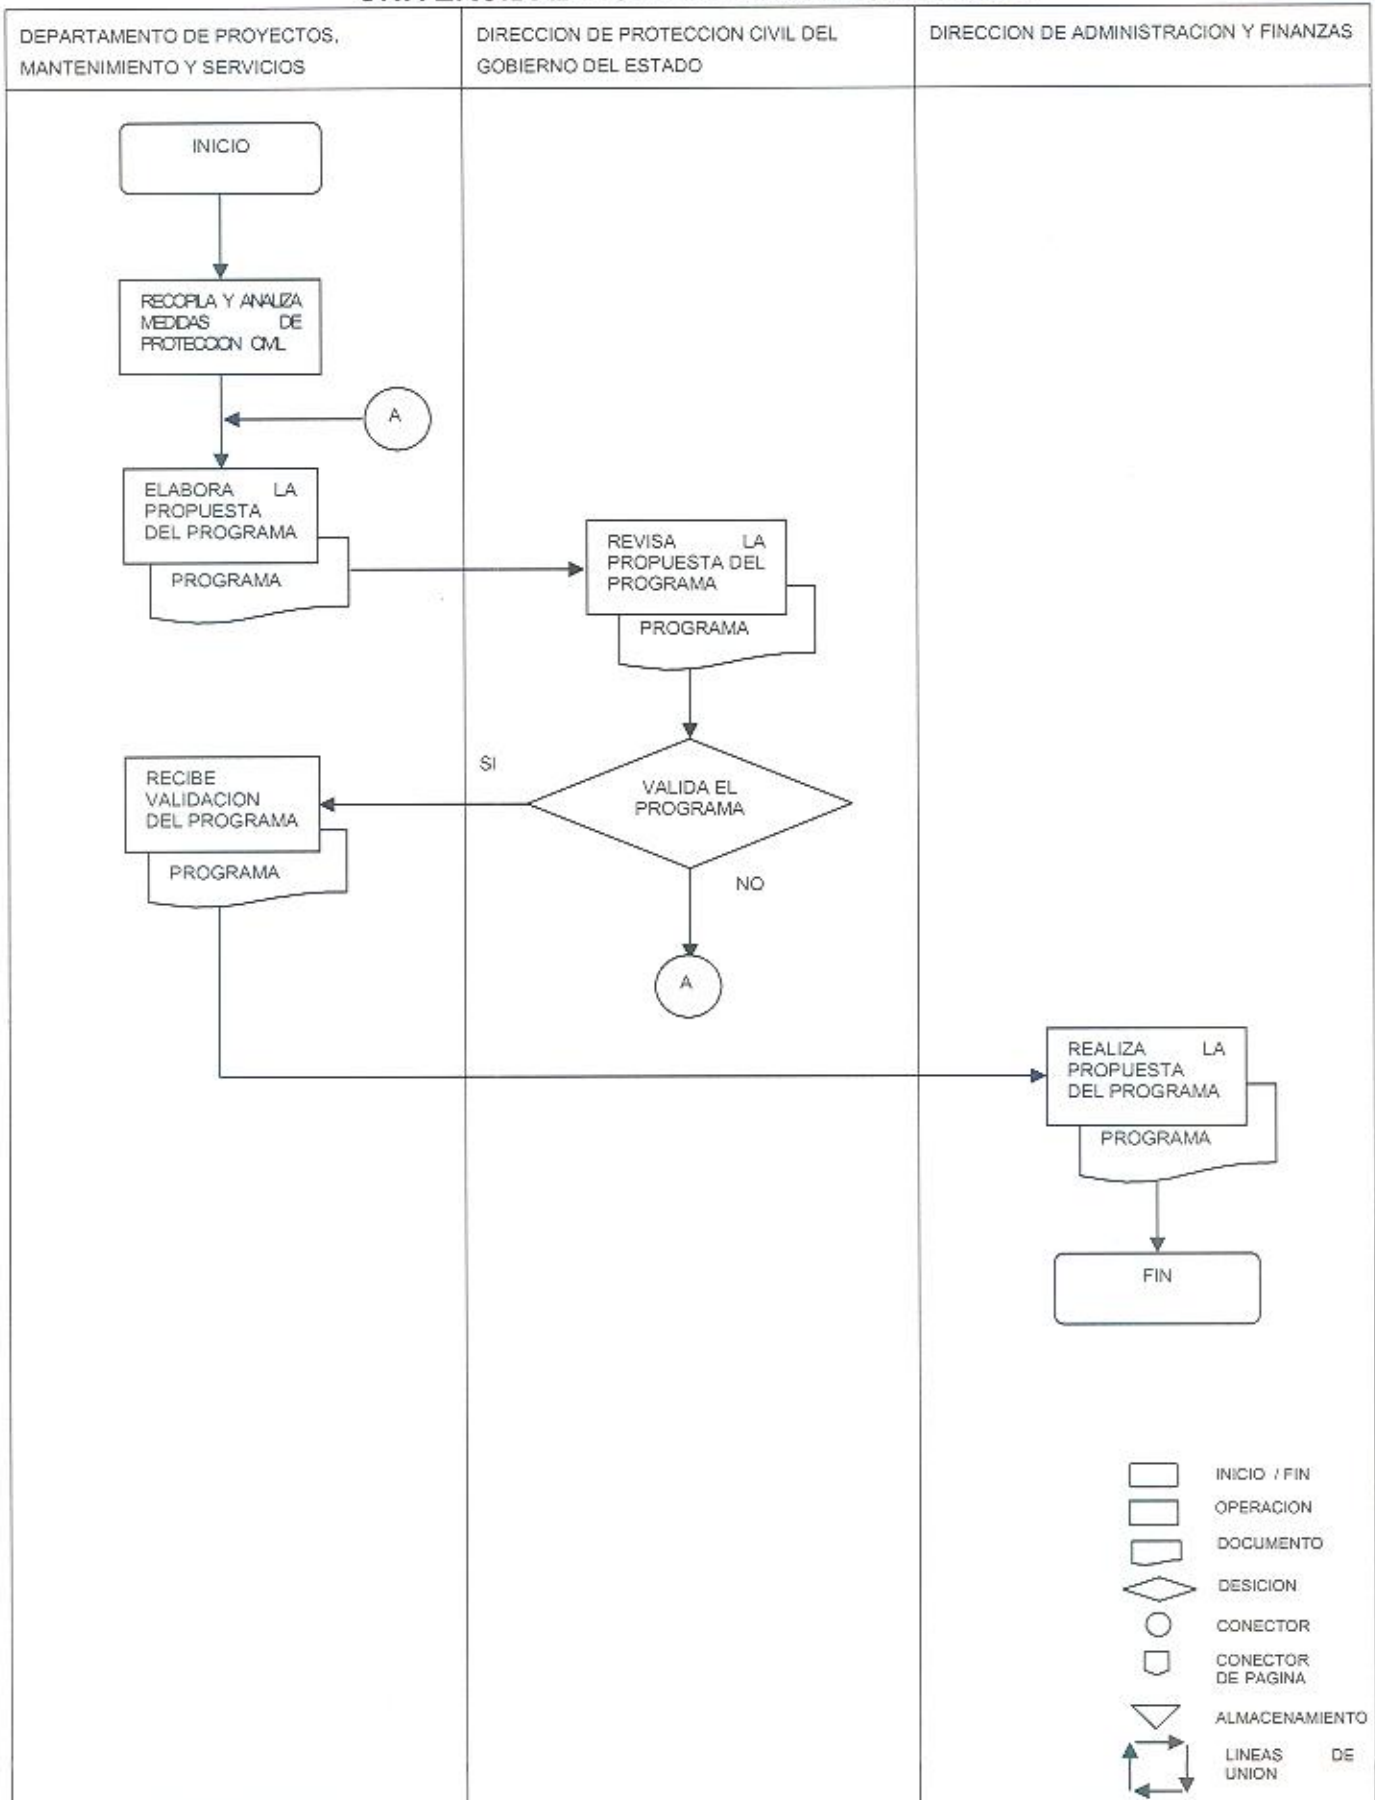 DEPARTAMENTO DE PROYECTOS,
MANTENIMIENTO Y SERVICIOS
DIRECCION DE PROTECCION CIVIL DEL
GOBIERNO DEL ESTADO
DIRECCION DE ADMINISTRACION Y FINANZAS
INICIO
RECOPILA Y ANALIZA
MEDIDAS DE
PROTECCION CIVIL
A
ELABORA LA
PROPUESTA
DEL PROGRAMA
PROGRAMA
REVISA LA
PROPUESTA DEL
PROGRAMA
PROGRAMA
SI
VALIDA EL
PROGRAMA
RECIBE
VALIDACION
DEL PROGRAMA
PROGRAMA
NO
A
REALIZA LA
PROPUESTA
DEL PROGRAMA
PROGRAMA
FIN
INICIO / FIN
OPERACION
DOCUMENTO
DESICION
CONECTOR
CONECTOR
DE PAGINA
ALMACENAMIENTO
LINEAS DE
UNION